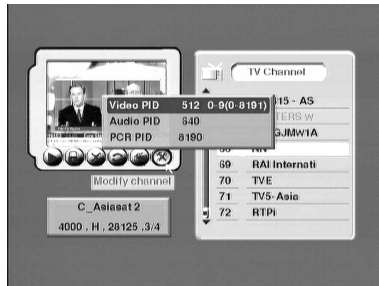 TV Channel
Video PID 512 0-9(0-8191)
Audio PID 640
PCR PID 8190
15 - AS
TERS W
GJMW1A
69 RAI Internati
70 TVE
71 TV5-Asia
72 RTPi
Modify channel
C_Asiasat 2
4000 , H , 28125 ,3/4